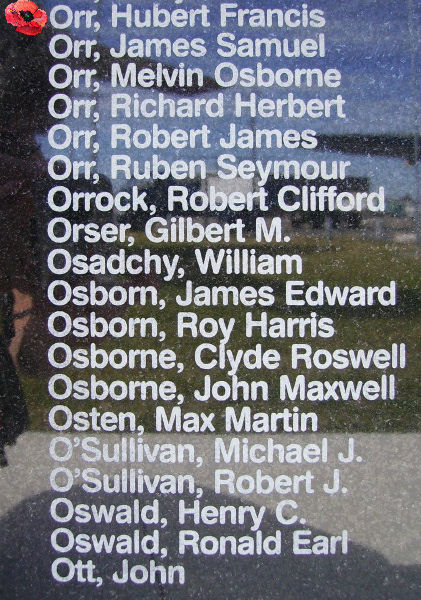 Orr, Hubert Francis
Orr, James Samuel
Orr, Melvin Osborne
Orr, Richard Herbert
Orr, Robert James
Orr, Ruben Seymour
Orrock, Robert Clifford
Orser, Gilbert M.
Osadchy, William
Osborn, James Edward
Osborn, Roy Harris
Osborne, Clyde Roswell
Osborne, John Maxwell
Osten, Max Martin
O'Sullivan, Michael J.
O'Sullivan, Robert J.
Oswald, Henry C.
Oswald, Ronald Earl
Ott, John